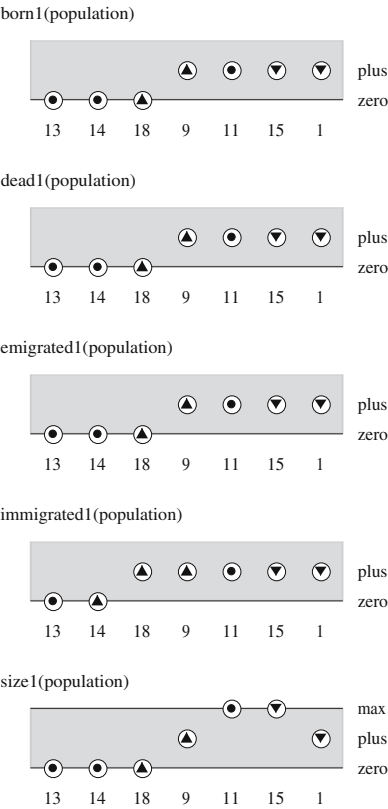 born1(population)
plus
zero
13 14 18 9 11 15 1
dead1(population)
plus
zero
13 14 18 9 11 15 1
emigrated1(population)
plus
zero
13 14 18 9 11 15 1
immigrated1(population)
plus
zero
13 14 18 9 11 15 1
size1(population)
max
plus
zero
13 14 18 9 11 15 1